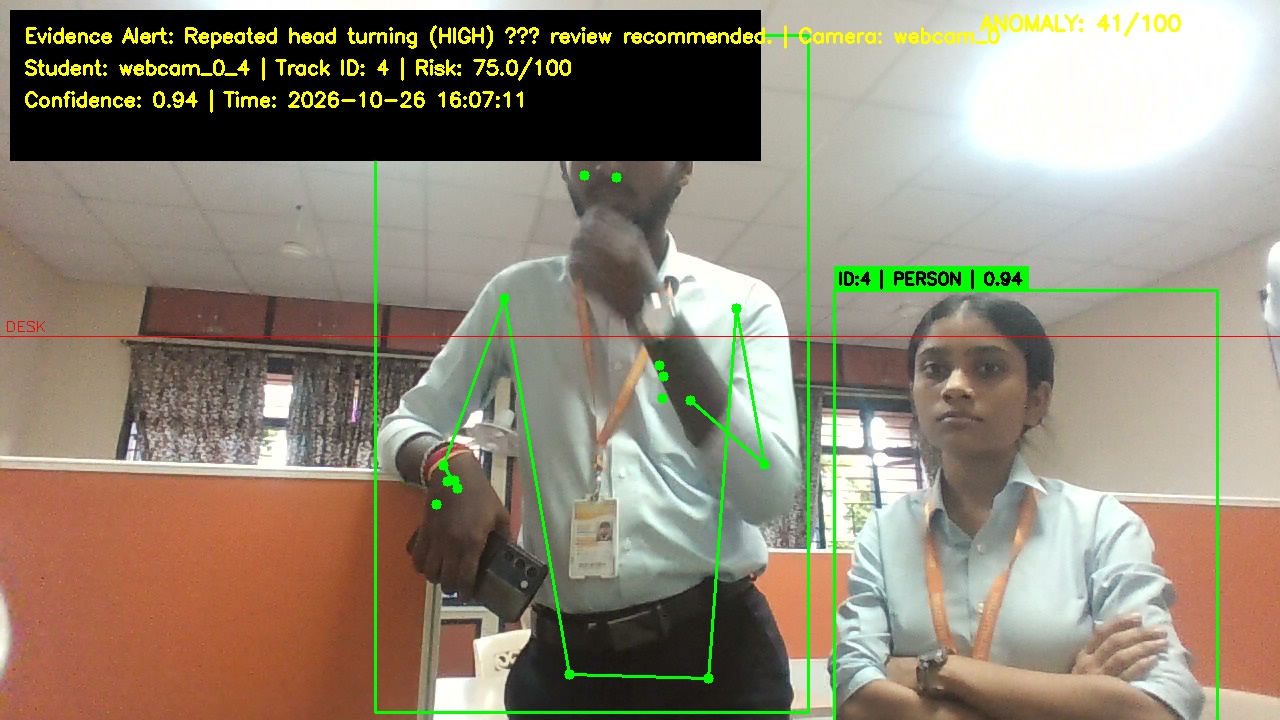 Evidence Alert: Repeated head turning (HIGH) ??? review recommended. | Camera: webcam_0
ANOMALY: 41/100
Student: webcam_0_4 | Track ID: 4 | Risk: 75.0/100
Confidence: 0.94 | Time: 2026-10-26 16:07:11
ID:4 | PERSON | 0.94
DESK